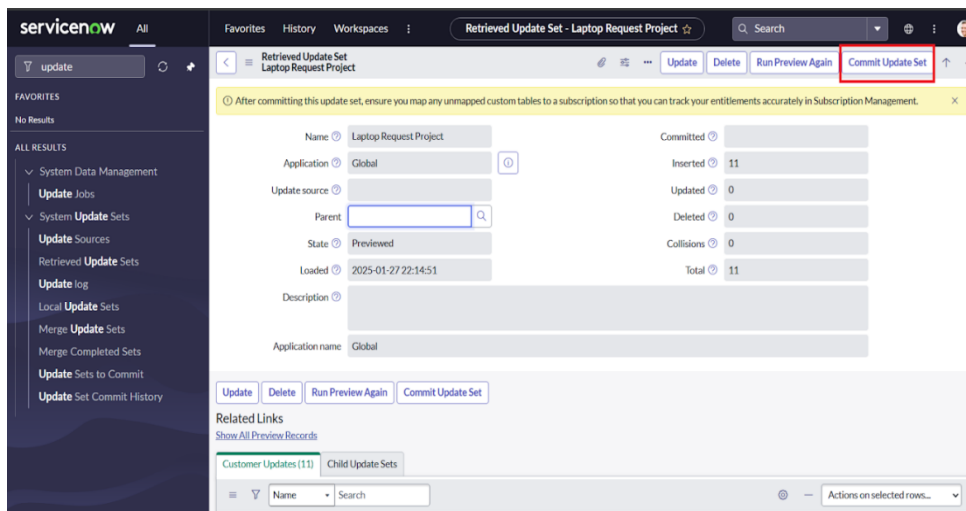 servicenow All Favorites History Workspaces Retrieved Update Set - Laptop Request Project Search
update
FAVORITES
No Results
ALL RESULTS
System Data Management
Update Jobs
System Update Sets
Update Sources
Retrieved Update Sets
Update log
Local Update Sets
Merge Update Sets
Merge Completed Sets
Update Sets to Commit
Update Set Commit History
Retrieved Update Set
Laptop Request Project
Update Delete Run Preview Again Commit Update Set
After committing this update set, ensure you map any unmapped custom tables to a subscription so that you can track your entitlements accurately in Subscription Management.
Name Laptop Request Project
Application Global
Update source
Parent
State Previewed
Loaded 2025-01-27 22:14:51
Description
Application name Global
Committed
Inserted 11
Updated 0
Deleted 0
Collisions 0
Total 11
Update Delete Run Preview Again Commit Update Set
Related Links
Show All Preview Records
Customer Updates (11) Child Update Sets
Name Search Actions on selected rows...